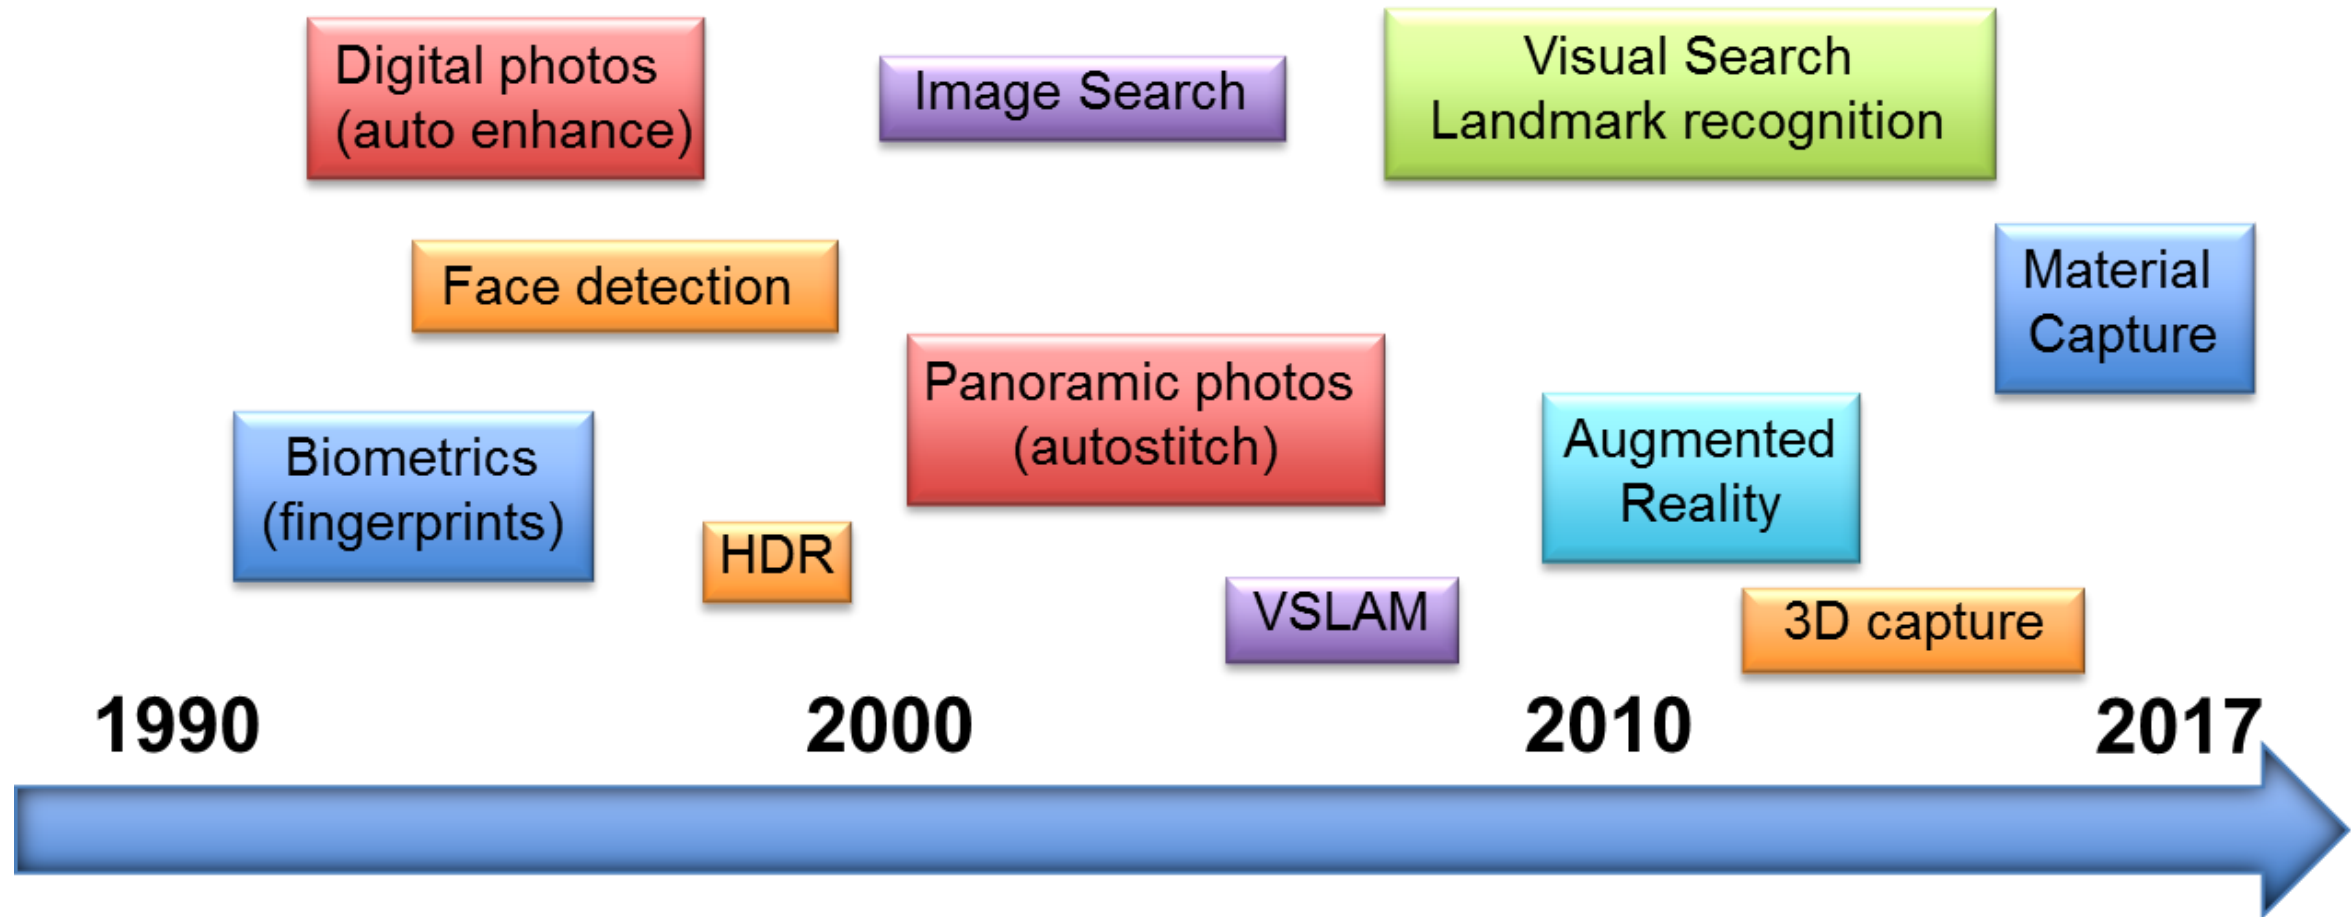 Digital photos
(auto enhance)
Image Search
Visual Search
Landmark recognition
Face detection
Material
Capture
Panoramic photos
(autostitch)
Biometrics
(fingerprints)
Augmented
Reality
HDR
VSLAM
3D capture
1990
2000
2010
2017